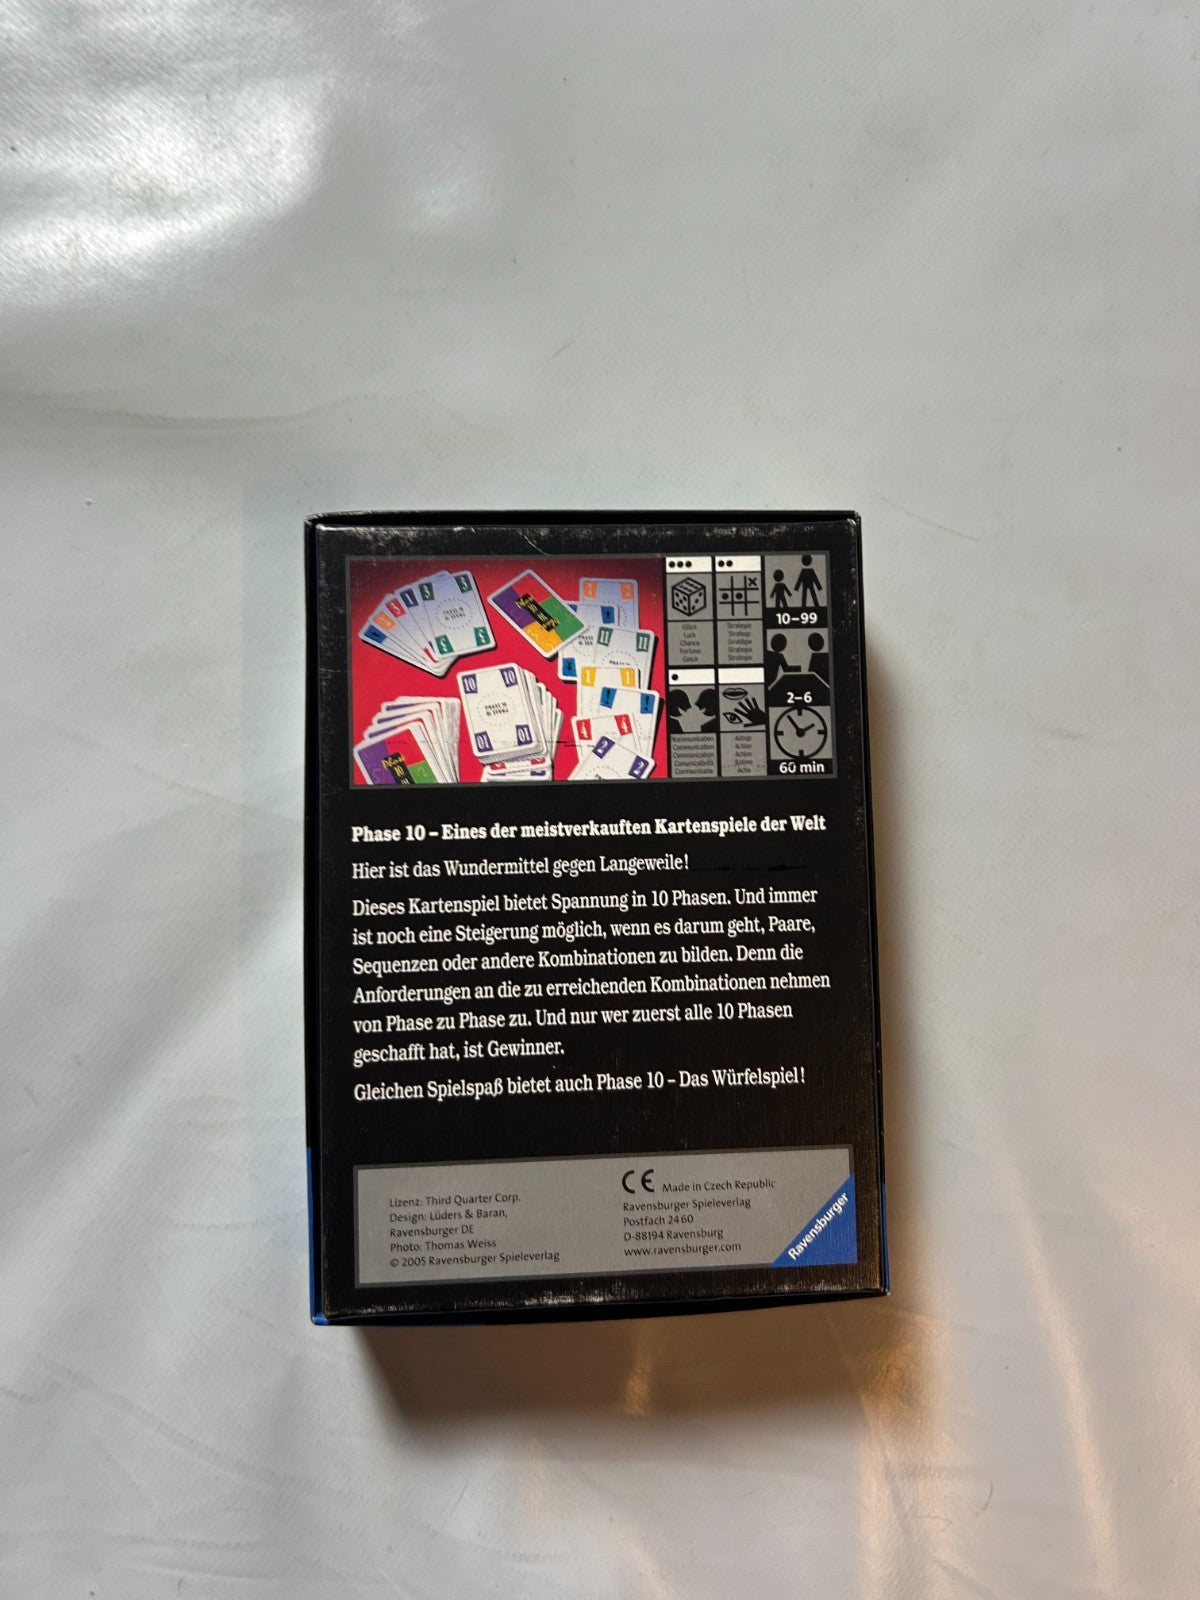 10-99
2-6
60 min
Glück
Luck
Chance
Fortuna
Geluk
Strategie
Strategy
Stratégie
Strategia
Strategie
Kommunikation
Communication
Communication
Communicatie
Aktion
Action
Action
Azione
Actie
10
10
10
10
11
11
Phase 10 – Eines der meistverkauften Kartenspiele der Welt
Hier ist das Wundermittel gegen Langeweile!
Dieses Kartenspiel bietet Spannung in 10 Phasen. Und immer
ist noch eine Steigerung möglich, wenn es darum geht, Paare,
Sequenzen oder andere Kombinationen zu bilden. Denn die
Anforderungen an die zu erreichenden Kombinationen nehmen
von Phase zu Phase zu. Und nur wer zuerst alle 10 Phasen
geschafft hat, ist Gewinner.
Gleichen Spielspaß bietet auch Phase 10 – Das Würfelspiel!
Lizenz: Third Quarter Corp.
Design: Lüders & Baran,
Ravensburger DE
Photo: Thomas Weiss
© 2005 Ravensburger Spieleverlag
CE Made in Czech Republic
Ravensburger Spieleverlag
Postfach 24 60
D-88194 Ravensburg
www.ravensburger.com
Ravensburger